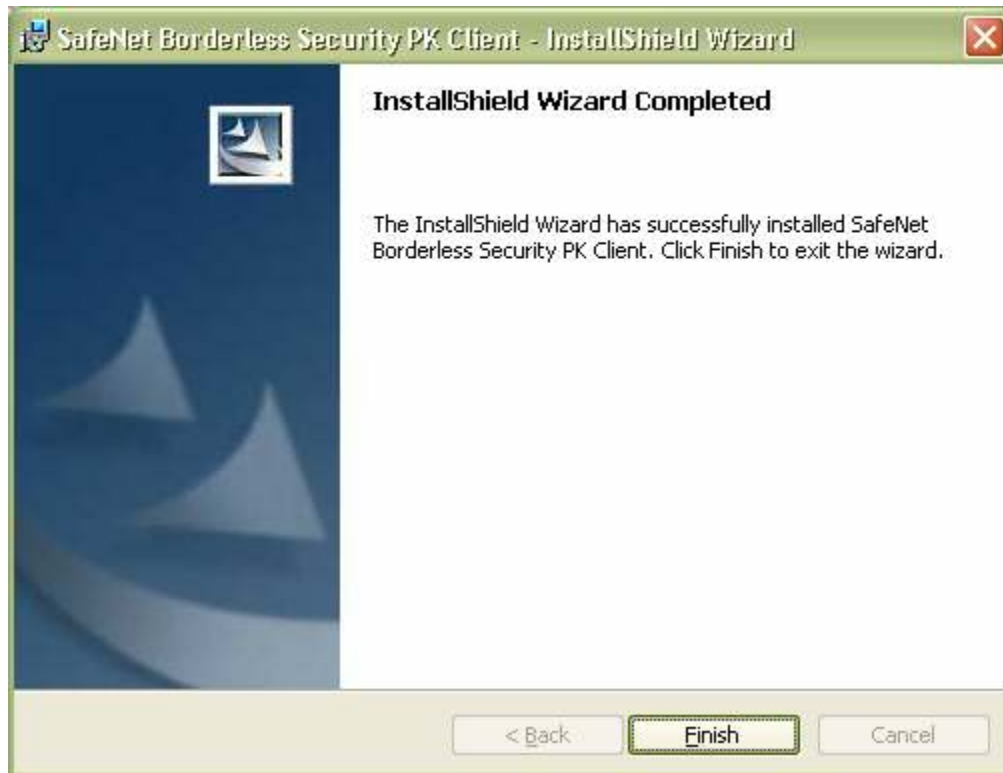 SafeNet Borderless Security PK Client - InstallShield Wizard
InstallShield Wizard Completed
The InstallShield Wizard has successfully installed SafeNet
Borderless Security PK Client. Click Finish to exit the wizard.
< Back
Finish
Cancel